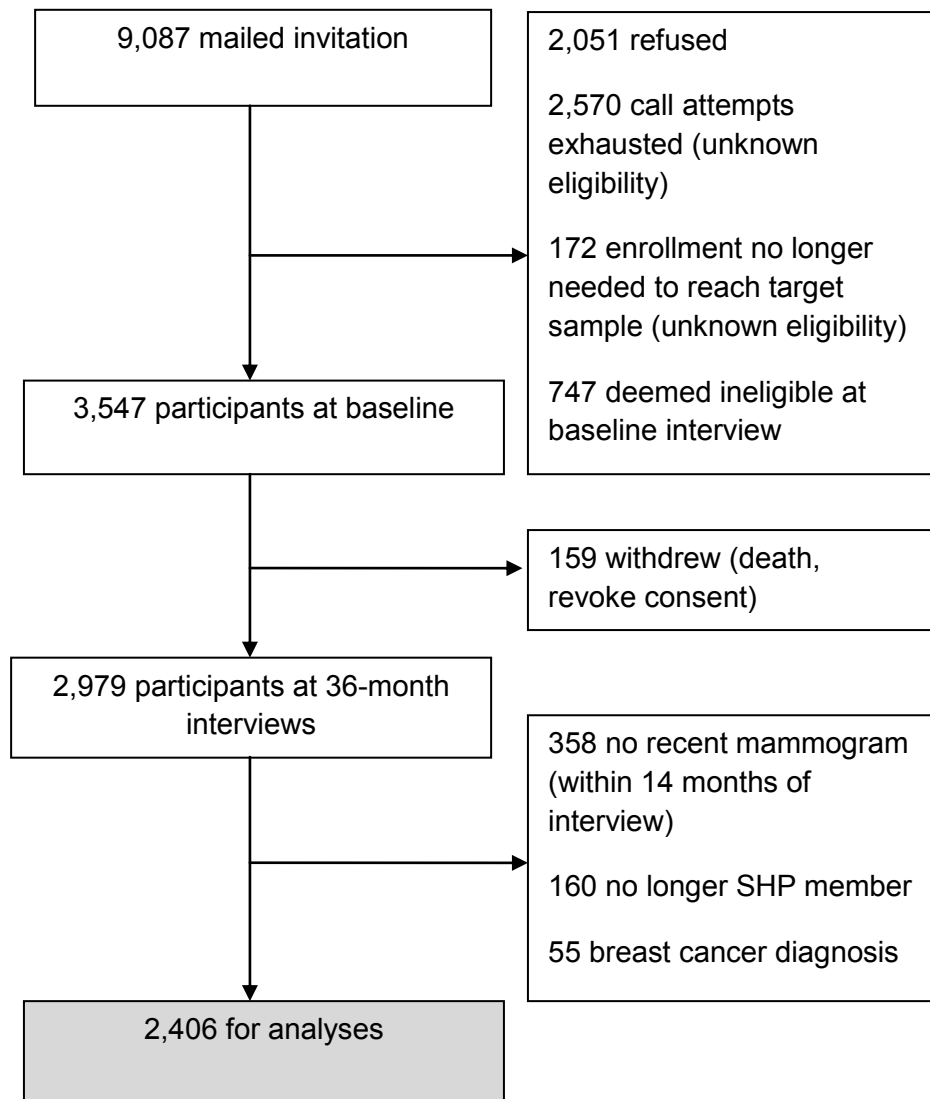 9,087 mailed invitation
2,051 refused
2,570 call attempts
exhausted (unknown
eligibility)
172 enrollment no longer
needed to reach target
sample (unknown eligibility)
747 deemed ineligible at
baseline interview
3,547 participants at baseline
159 withdrew (death,
revoke consent)
2,979 participants at 36-month
interviews
358 no recent mammogram
(within 14 months of
interview)
160 no longer SHP member
55 breast cancer diagnosis
2,406 for analyses